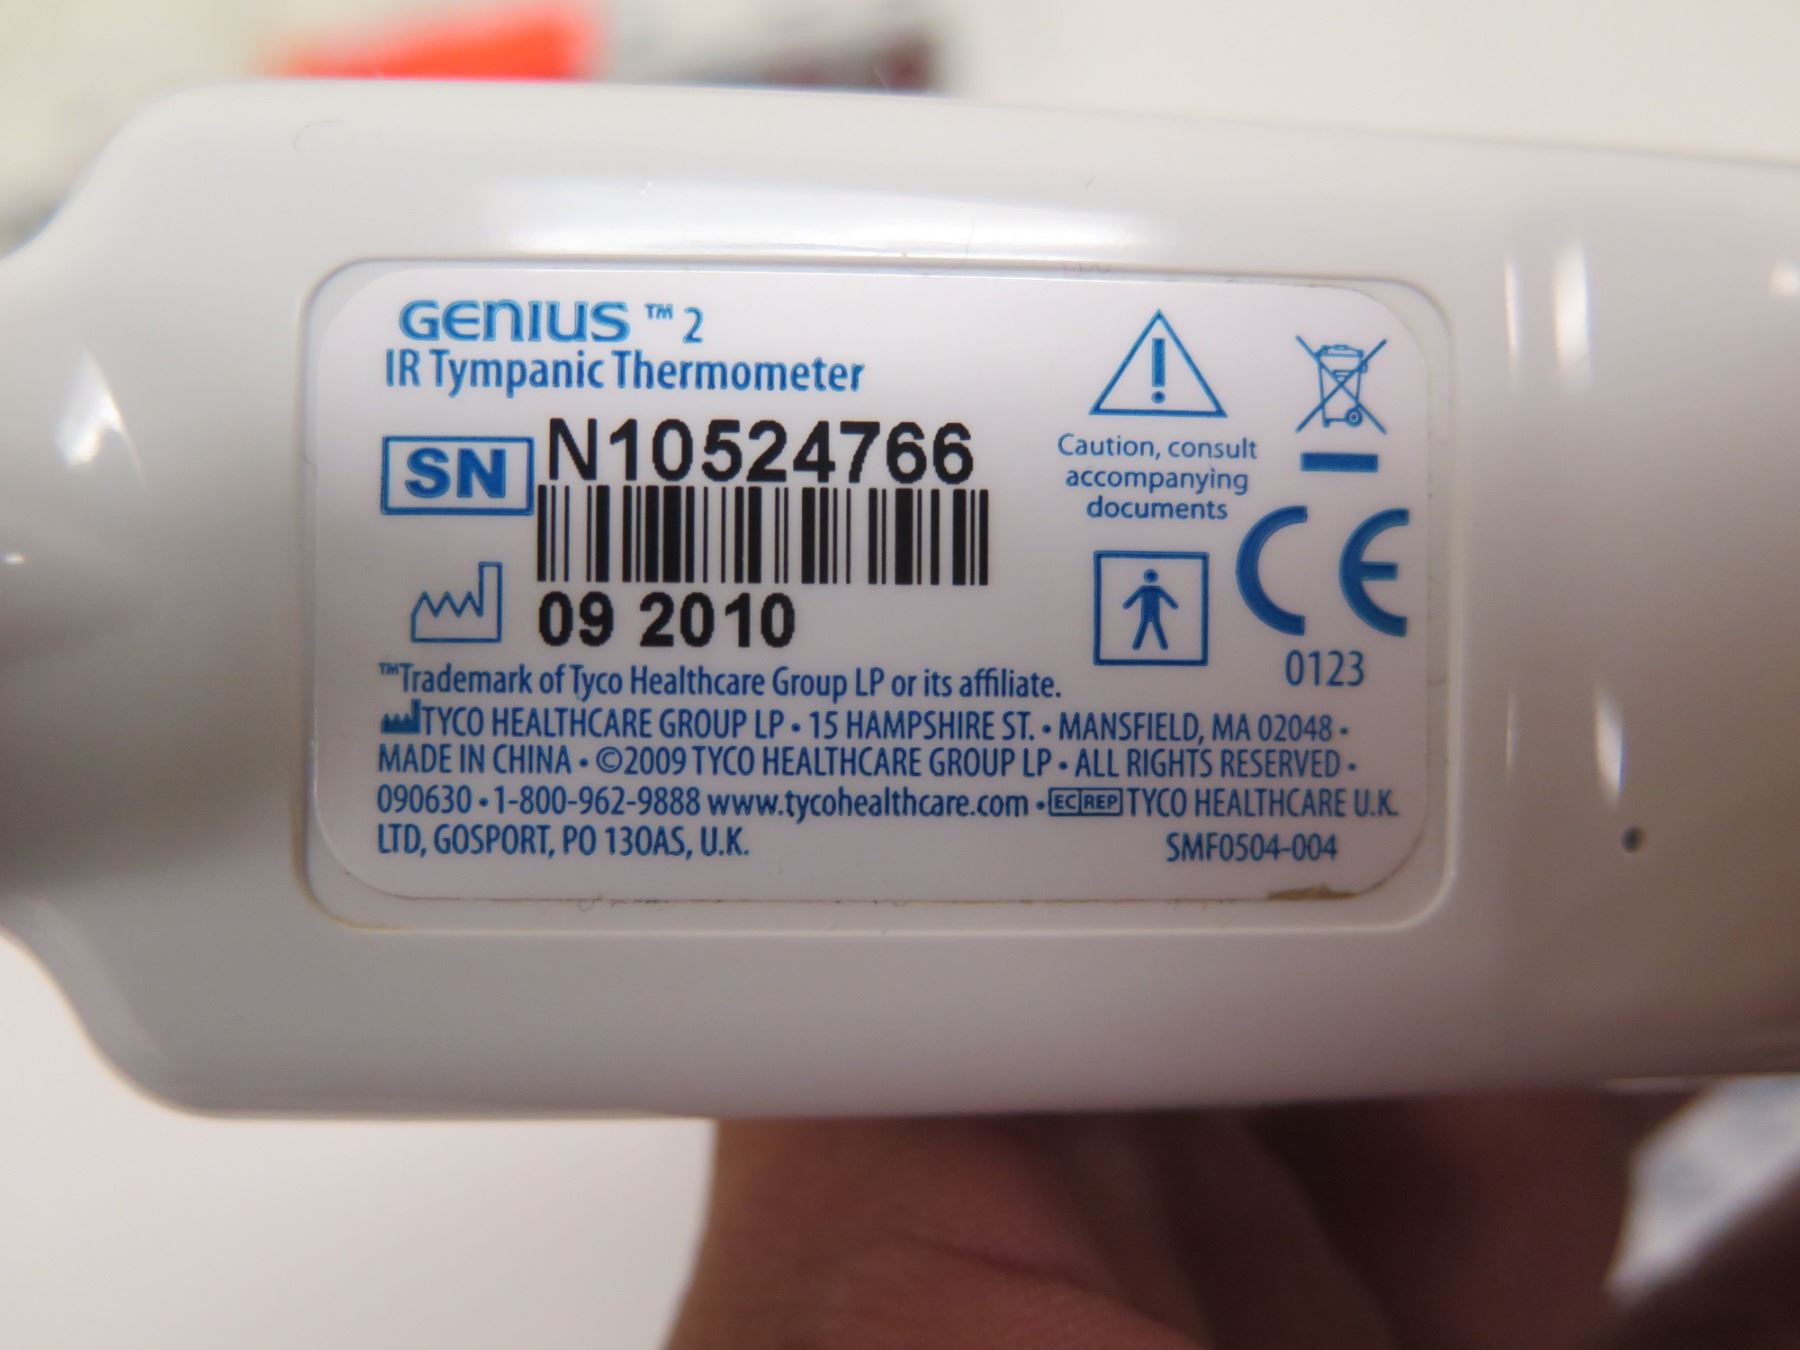 GENIUS ™ 2
IR Tympanic Thermometer
SN N10524766
09 2010
Caution, consult
accompanying
documents
CE
0123
™Trademark of Tyco Healthcare Group LP or its affiliate.
TYCO HEALTHCARE GROUP LP • 15 HAMPSHIRE ST. • MANSFIELD, MA 02048 •
MADE IN CHINA • ©2009 TYCO HEALTHCARE GROUP LP • ALL RIGHTS RESERVED •
090630 • 1-800-962-9888 www.tycohealthcare.com • EC REP TYCO HEALTHCARE U.K.
LTD, GOSPORT, PO 130AS, U.K.
SMF0504-004